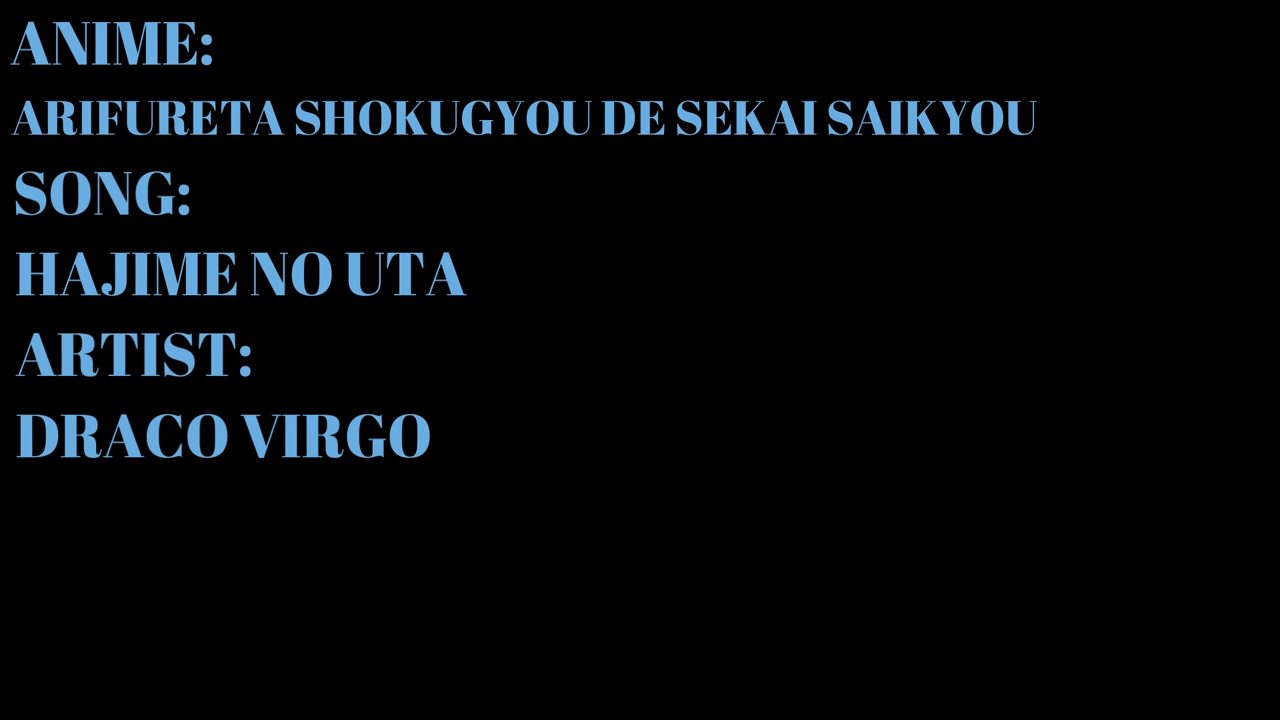 ANIME:
ARIFURETA SHOKUGYOU DE SEKAI SAIKYOU
SONG:
HAJIME NO UTA
ARTIST:
DRACO VIRGO